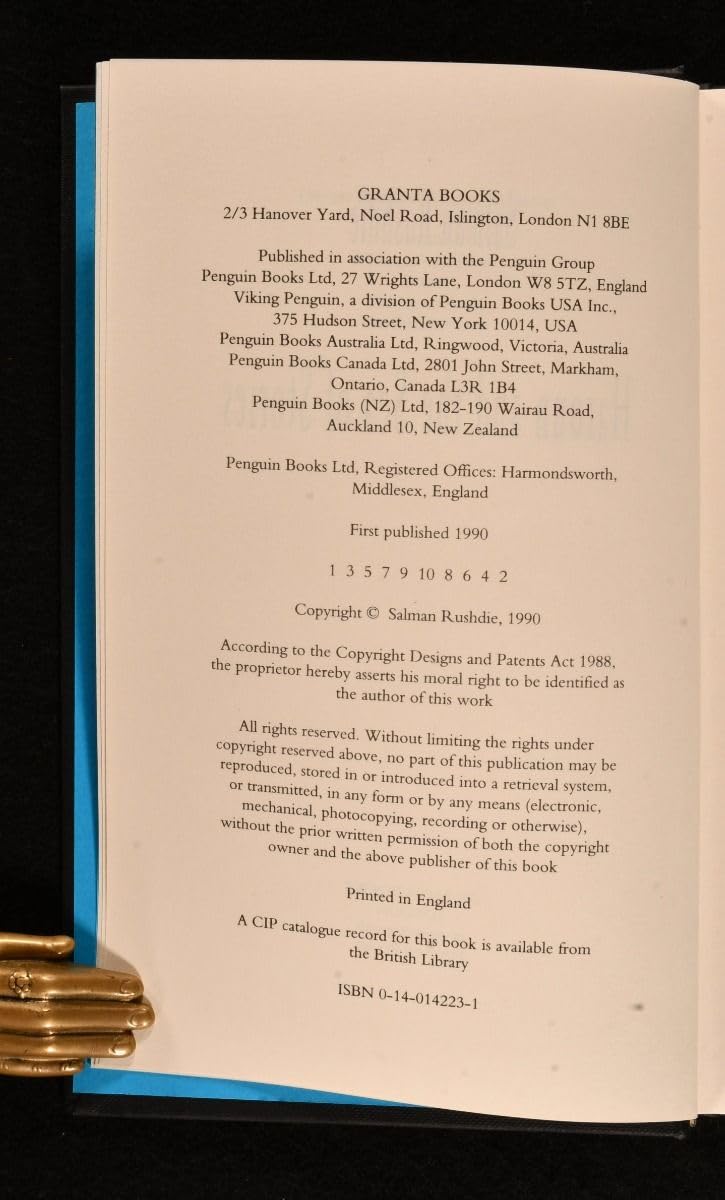 GRANTA BOOKS
2/3 Hanover Yard, Noel Road, Islington, London N1 8BE
Published in association with the Penguin Group
Penguin Books Ltd, 27 Wrights Lane, London W8 5TZ, England
Viking Penguin, a division of Penguin Books USA Inc.,
375 Hudson Street, New York 10014, USA
Penguin Books Australia Ltd, Ringwood, Victoria, Australia
Penguin Books Canada Ltd, 2801 John Street, Markham,
Ontario, Canada L3R 1B4
Penguin Books (NZ) Ltd, 182–190 Wairau Road,
Auckland 10, New Zealand
Penguin Books Ltd, Registered Offices: Harmondsworth,
Middlesex, England
First published 1990
1 3 5 7 9 10 8 6 4 2
Copyright © Salman Rushdie, 1990
According to the Copyright Designs and Patents Act 1988,
the proprietor hereby asserts his moral right to be identified as
the author of this work
All rights reserved. Without limiting the rights under
copyright reserved above, no part of this publication may be
reproduced, stored in or introduced into a retrieval system,
or transmitted, in any form or by any means (electronic,
mechanical, photocopying, recording or otherwise),
without the prior written permission of both the copyright
owner and the above publisher of this book
Printed in England
A CIP catalogue record for this book is available from
the British Library
ISBN 0-14-014223-1